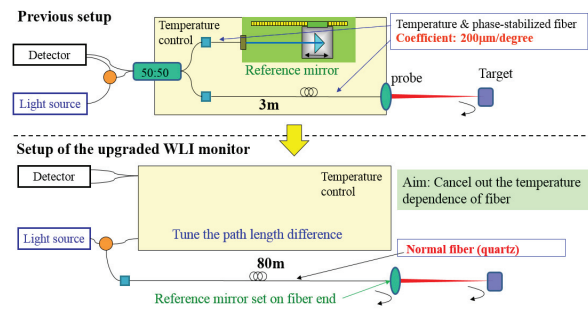 Previous setup
Temperature
control
Temperature & phase-stabilized fiber
Coefficient: 200μm/degree
Detector
50:50
Reference mirror
probe
Target
Light source
3m
Setup of the upgraded WLI monitor
Detector
Temperature
control
Aim: Cancel out the temperature
dependence of fiber
Light source
Tune the path length difference
Normal fiber (quartz)
80m
Reference mirror set on fiber end